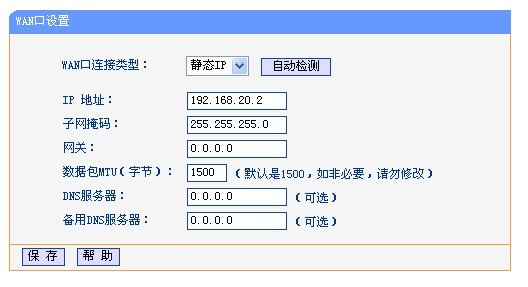 WAN口设置
WAN口连接类型： 静态IP 自动检测
IP 地址： 192.168.20.2
子网掩码： 255.255.255.0
网关： 0.0.0.0
数据包MTU(字节)： 1500 (默认是1500，如非必要，请勿修改)
DNS服务器： 0.0.0.0 (可选)
备用DNS服务器： 0.0.0.0 (可选)
保 存 帮 助